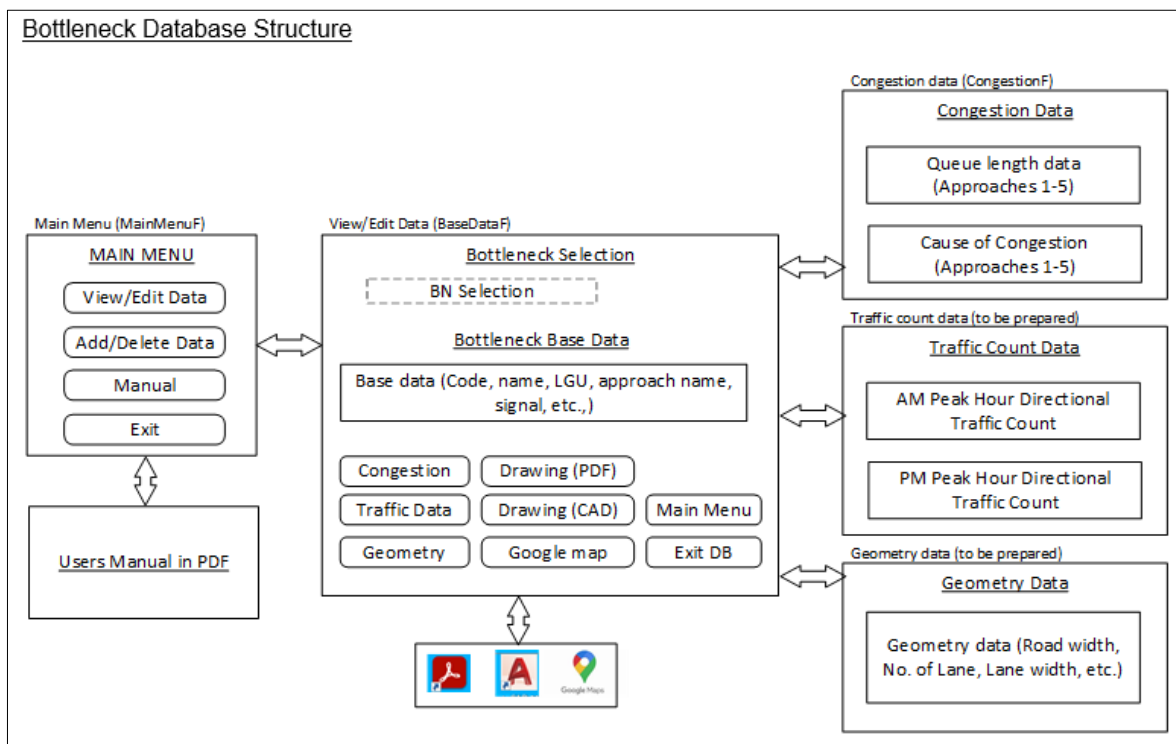 Bottleneck Database Structure
Main Menu (MainMenuF)
MAIN MENU
View/Edit Data
Add/Delete Data
Manual
Exit
Users Manual in PDF
View/Edit Data (BaseDataF)
Bottleneck Selection
BN Selection
Bottleneck Base Data
Base data (Code, name, LGU, approach name,
signal, etc.,)
Congestion
Drawing (PDF)
Traffic Data
Drawing (CAD)
Main Menu
Geometry
Google map
Exit DB
A
Google Maps
Congestion data (CongestionF)
Congestion Data
Queue length data
(Approaches 1-5)
Cause of Congestion
(Approaches 1-5)
Traffic count data (to be prepared)
Traffic Count Data
AM Peak Hour Directional
Traffic Count
PM Peak Hour Directional
Traffic Count
Geometry data (to be prepared)
Geometry Data
Geometry data (Road width,
No. of Lane, Lane width, etc.)